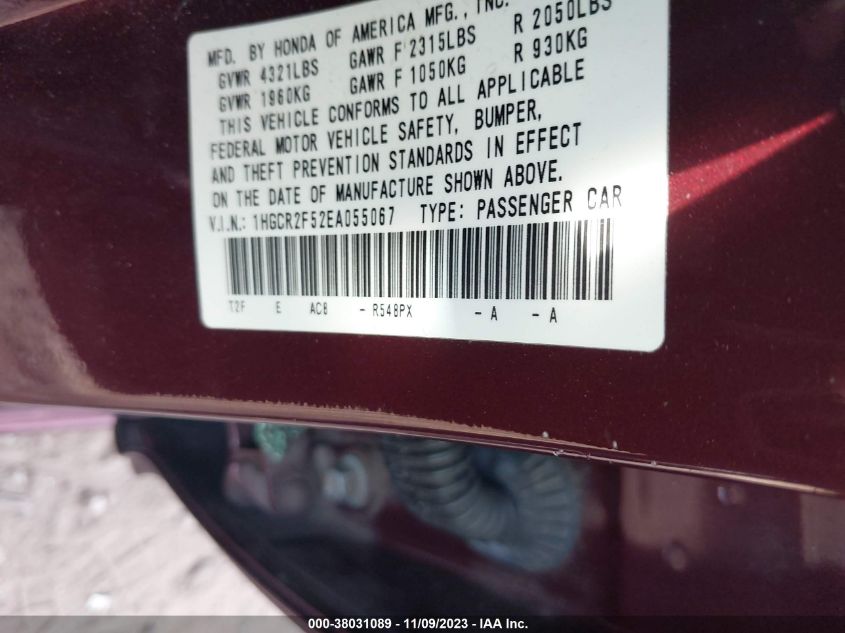 MFD. BY HONDA OF AMERICA MFG., INC.
GVWR 4321LBS GAWR F 2315LBS R 2050LBS
GVWR 1960KG GAWR F 1050KG R 930KG
THIS VEHICLE CONFORMS TO ALL APPLICABLE
FEDERAL MOTOR VEHICLE SAFETY, BUMPER,
AND THEFT PREVENTION STANDARDS IN EFFECT
ON THE DATE OF MANUFACTURE SHOWN ABOVE.
V.I.N.: 1HGCR2F52EA055067 TYPE: PASSENGER CAR
T2F E AC8 - R548PX - A - A
000-38031089 - 11/09/2023 - IAA Inc.